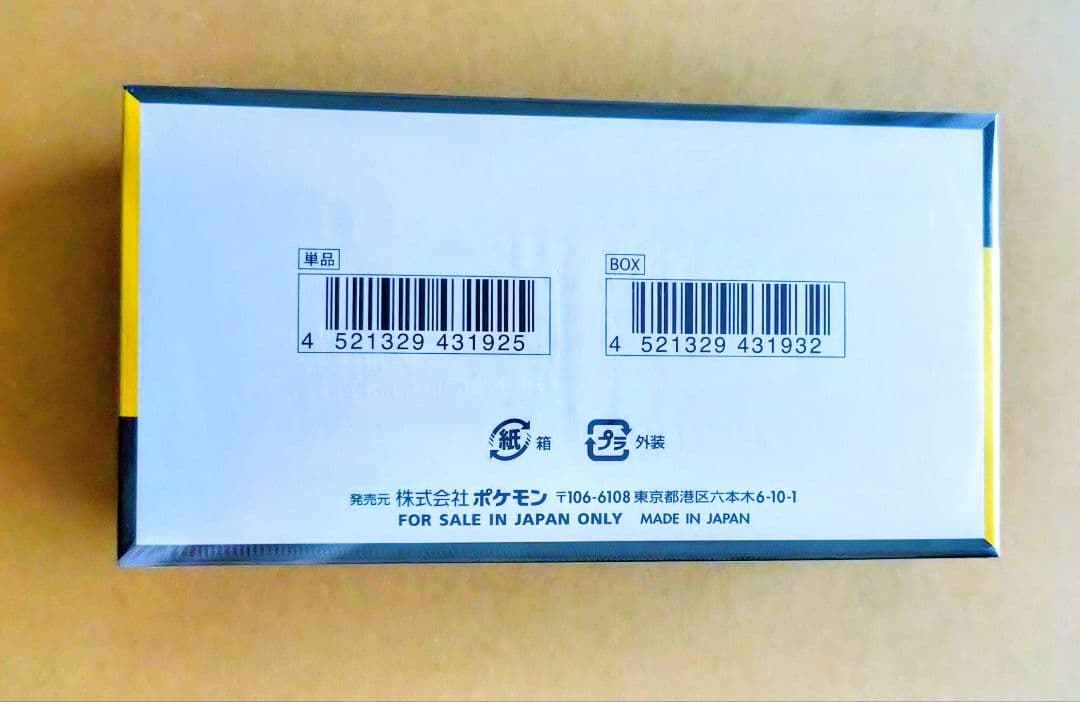 単品
4 521329 431925
BOX
4 521329 431932
紙 箱
プラ 外装
発売元 株式会社 ポケモン 〒106-6108 東京都港区六本木6-10-1
FOR SALE IN JAPAN ONLY MADE IN JAPAN